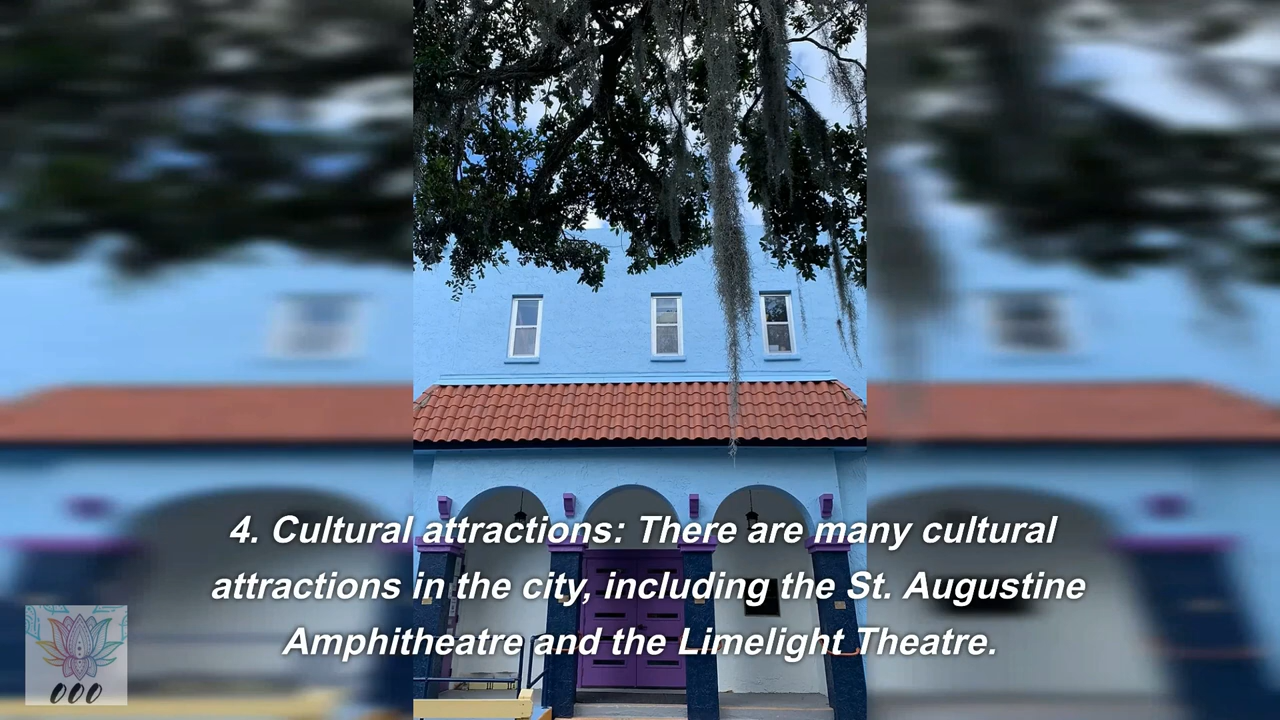 4. Cultural attractions: There are many cultural
attractions in the city, including the St. Augustine
Amphitheatre and the Limelight Theatre.
000